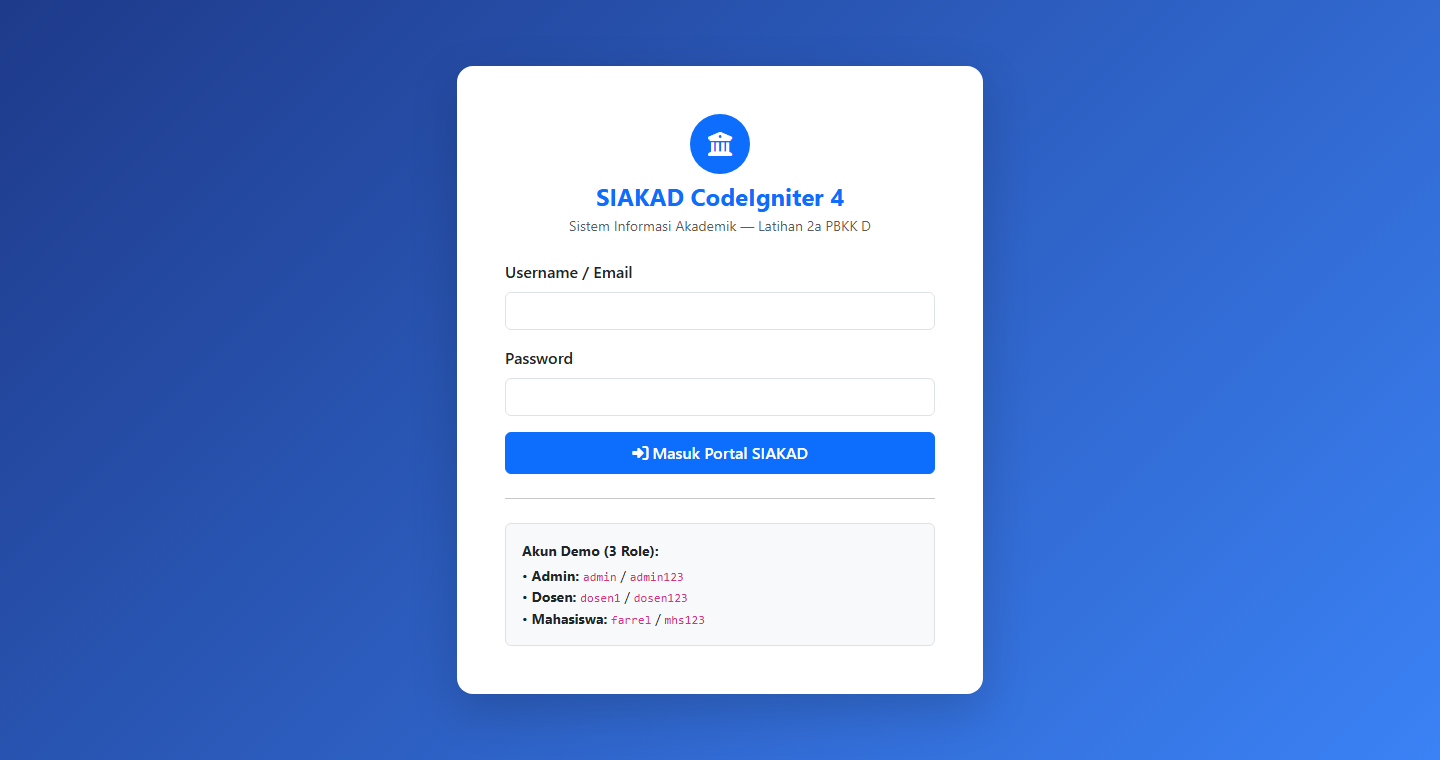 SIAKAD CodeIgniter 4
Sistem Informasi Akademik — Latihan 2a PBKK D
Username / Email
Password
Masuk Portal SIAKAD
Akun Demo (3 Role):
• Admin: admin / admin123
• Dosen: dosen1 / dosen123
• Mahasiswa: farrel / mhs123